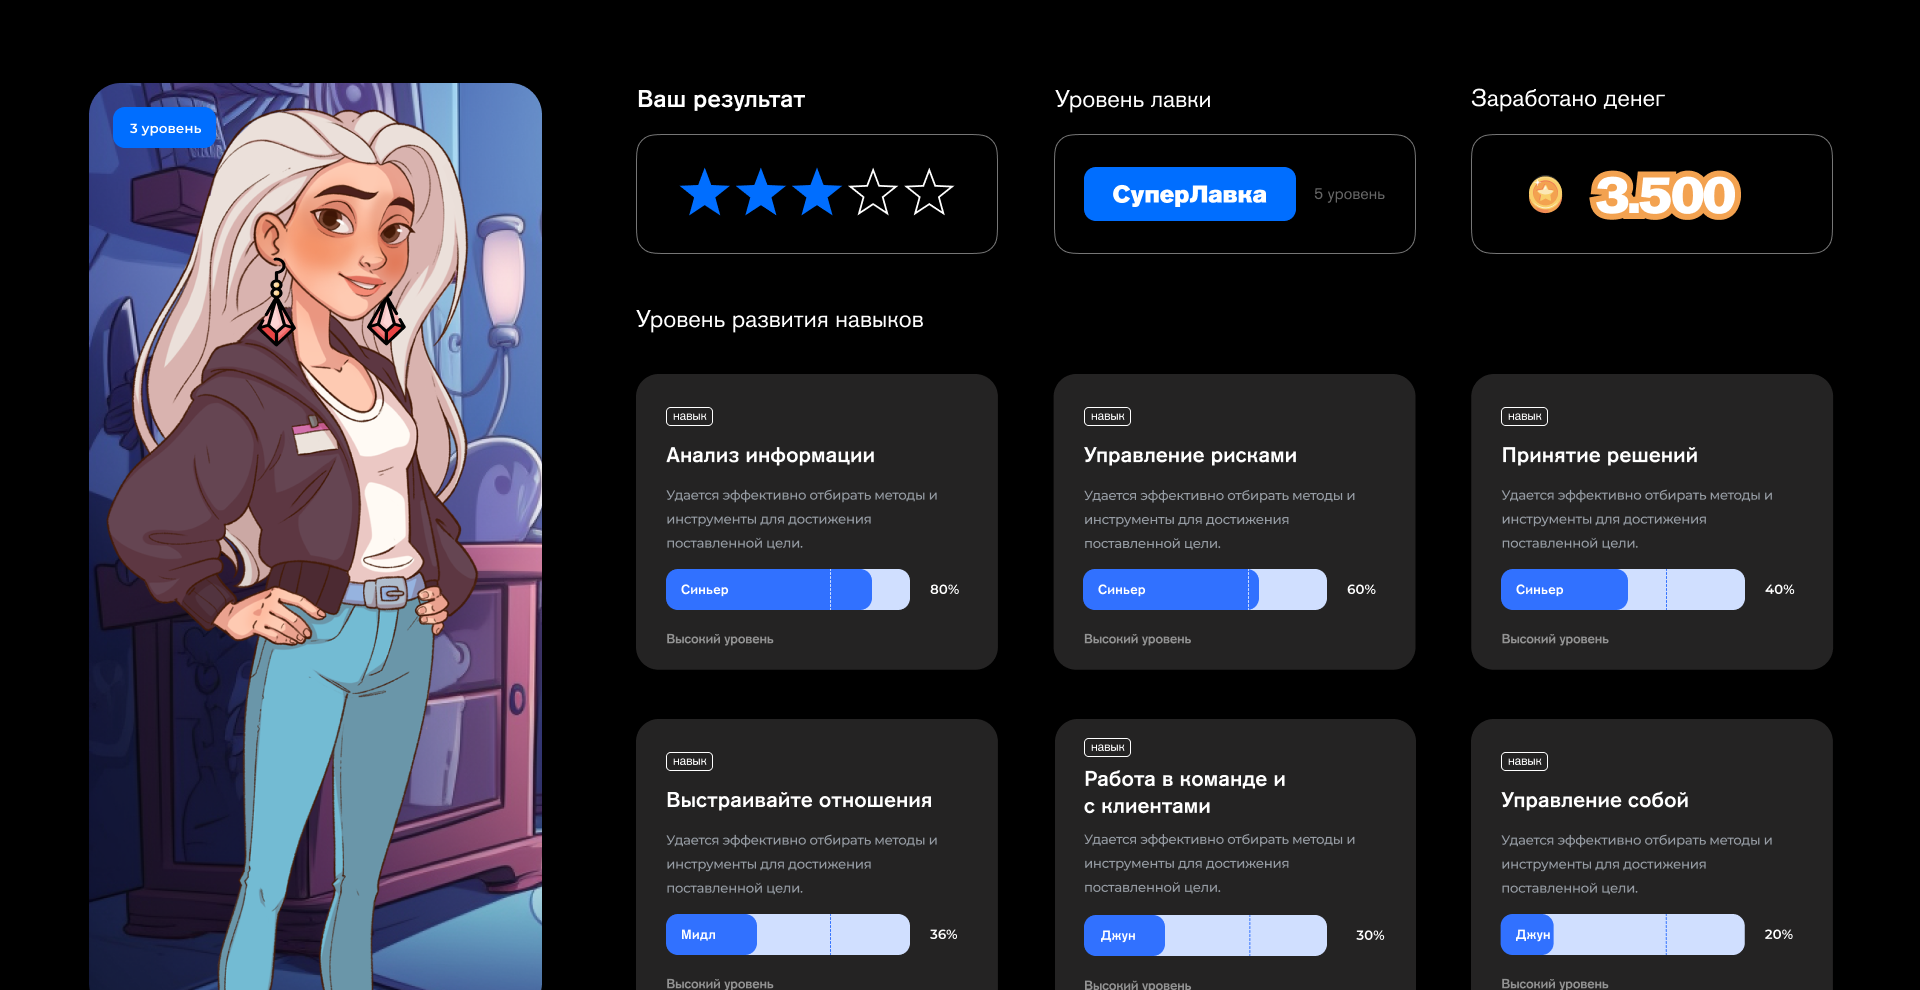 3 уровень
Ваш результат
Уровень лавки
Заработано денег
СуперЛавка
5 уровень
3.500
Уровень развития навыков
навык
Анализ информации
Удается эффективно отбирать методы и
инструменты для достижения
поставленной цели.
Синьер
80%
Высокий уровень
навык
Управление рисками
Удается эффективно отбирать методы и
инструменты для достижения
поставленной цели.
Синьер
60%
Высокий уровень
навык
Принятие решений
Удается эффективно отбирать методы и
инструменты для достижения
поставленной цели.
Синьер
40%
Высокий уровень
навык
Выстраивайте отношения
Удается эффективно отбирать методы и
инструменты для достижения
поставленной цели.
Мидл
36%
Высокий уровень
навык
Работа в команде и
с клиентами
Удается эффективно отбирать методы и
инструменты для достижения
поставленной цели.
Джун
30%
Высокий уровень
навык
Управление собой
Удается эффективно отбирать методы и
инструменты для достижения
поставленной цели.
Джун
20%
Высокий уровень